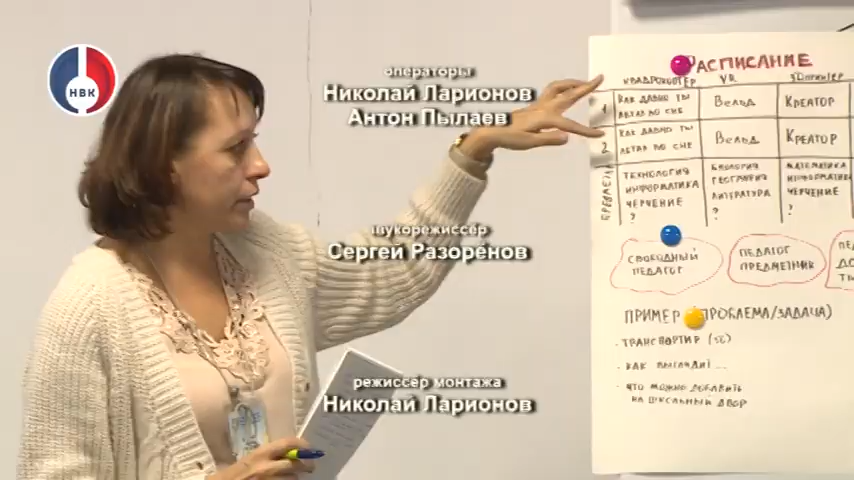 НВК
операторы
Николай Ларионов
Антон Пылаев
звукорежиссёр
Сергей Разорёнов
режиссёр монтажа
Николай Ларионов
РАСПИСАНИЕ
КВАДРОКОПТЕР VR 3D ПРИНТЕР
1 КАК ДАВНО ТЫ ЛЕТАЛ ВО СНЕ ВЕЛЬД КРЕАТОР
2 КАК ДАВНО ТЫ ЛЕТАЛ ВО СНЕ ВЕЛЬД КРЕАТОР
ПРЕДМЕТЫ
ТЕХНОЛОГИЯ БИОЛОГИЯ МАТЕМАТИКА
ИНФОРМАТИКА ГЕОГРАФИЯ ИНФОРМАТИКА
ЧЕРЧЕНИЕ ЛИТЕРАТУРА ЧЕРЧЕНИЕ
? ? ?
СВОБОДНЫЙ ПЕДАГОГ
ПЕДАГОГ ПРЕДМЕТНИК
ПРИМЕР ПРОБЛЕМА/ЗАДАЧА)
· ТРАНСПОРТИР
· КАК ВЫГЛЯДИТ...
· ЧТО МОЖНО ДОБАВИТЬ
НА ШКОЛЬНЫЙ ДВОР